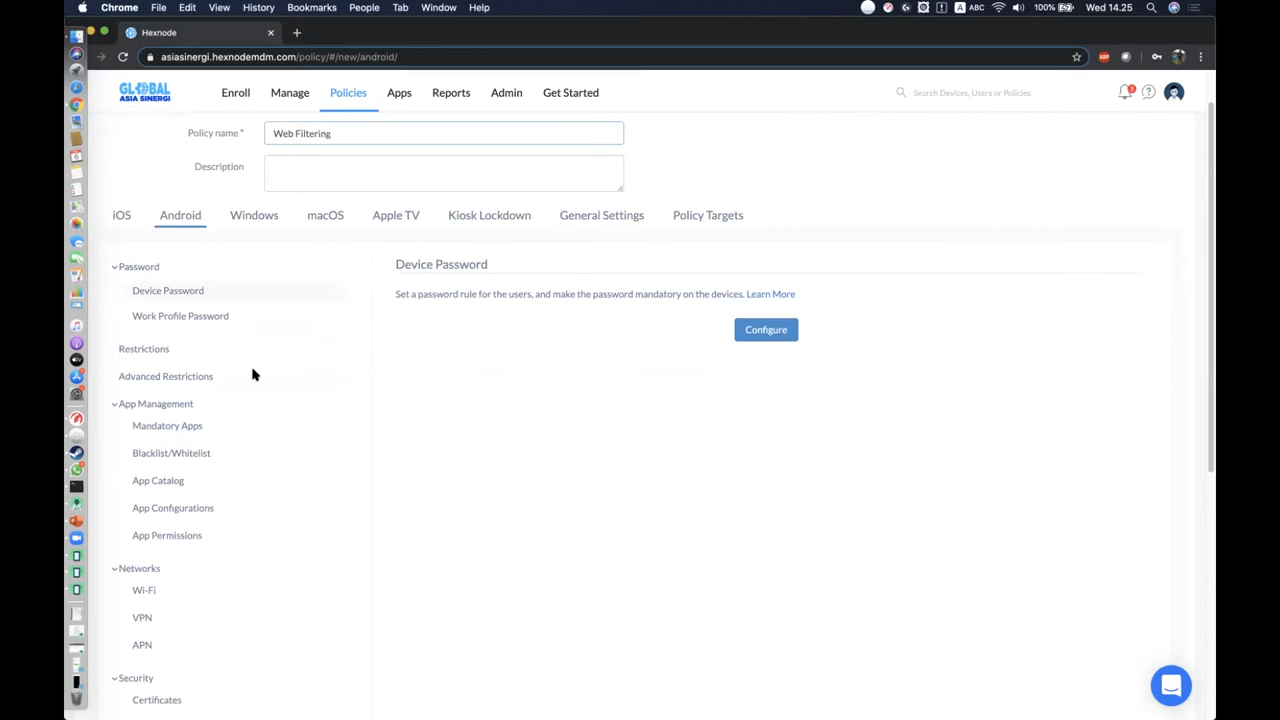 Chrome File Edit View History Bookmarks People Tab Window Help ABC 100% Wed 14.25
Hexnode
asiasinergi.hexnodemdm.com/policy/#/new/android/
GLOBAL
ASIA SINERGI
Enroll Manage Policies Apps Reports Admin Get Started Search Devices, Users or Policies
Policy name * Web Filtering
Description
iOS Android Windows macOS Apple TV Kiosk Lockdown General Settings Policy Targets
Password
Device Password
Work Profile Password
Restrictions
Advanced Restrictions
App Management
Mandatory Apps
Blacklist/Whitelist
App Catalog
App Configurations
App Permissions
Networks
Wi-Fi
VPN
APN
Security
Certificates
Device Password
Set a password rule for the users, and make the password mandatory on the devices. Learn More
Configure